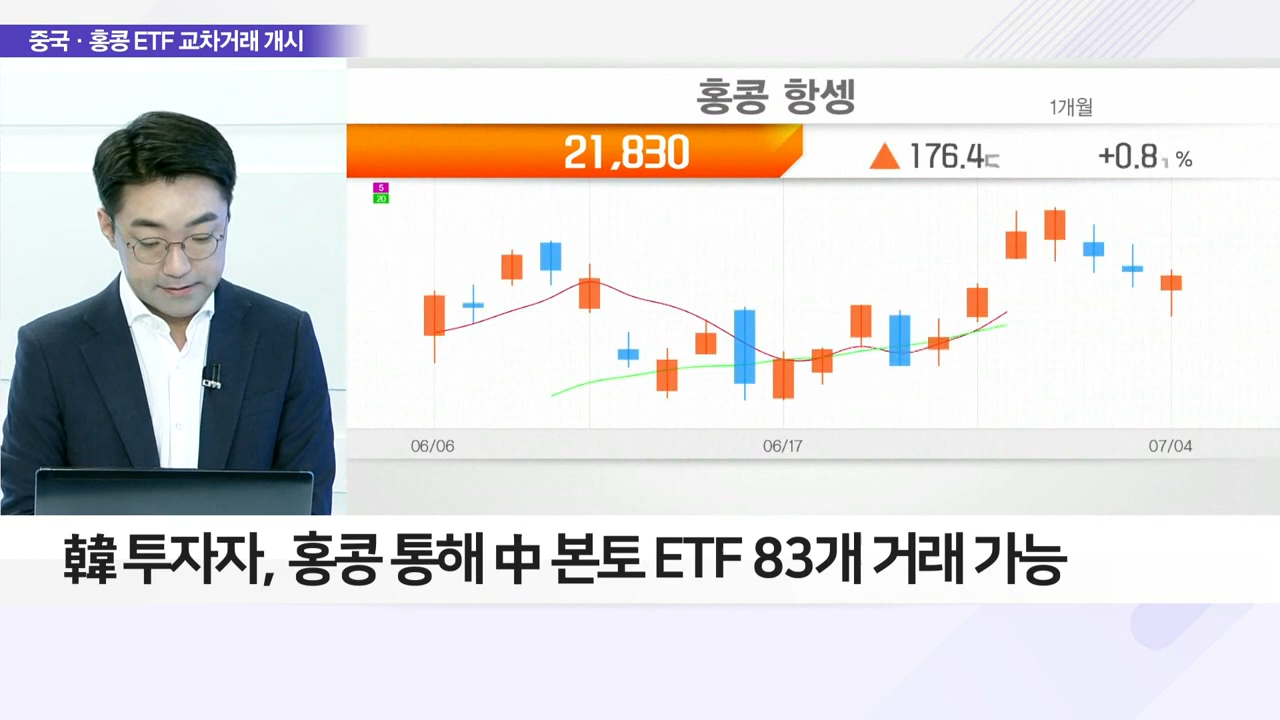 중국 · 홍콩 ETF 교차거래 개시
홍콩 항셍
1개월
21,830
▲ 176.4
+0.8 %
5
20
06/06
06/17
07/04
韓 투자자, 홍콩 통해 中 본토 ETF 83개 거래 가능